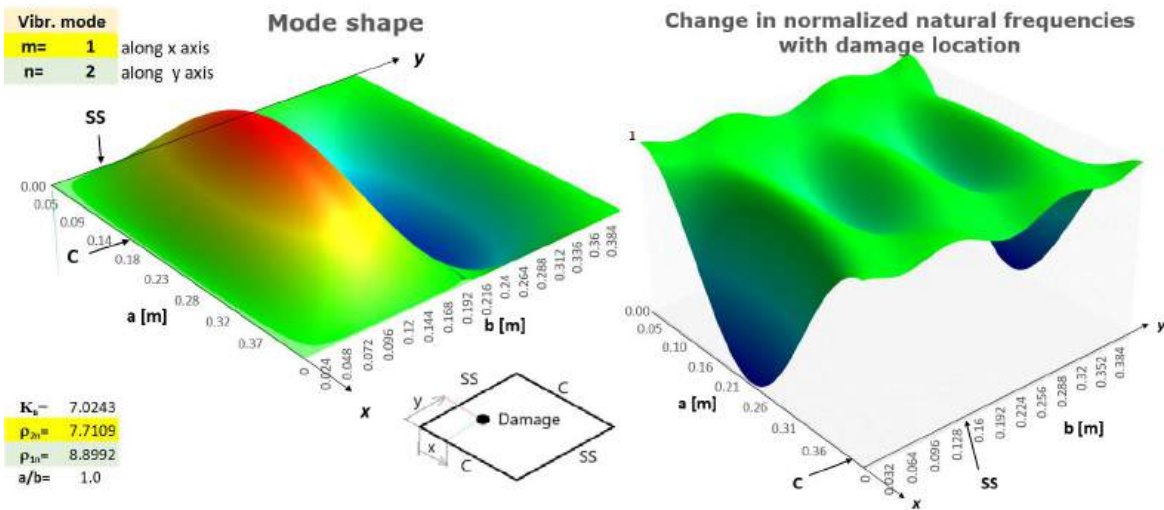 Vibr. mode
m= 1 along x axis
n= 2 along y axis
Mode shape
y
SS
0.00
0.05
0.09
0.14
0.18
0.23
0.28
0.32
0.37
C
a [m]
0
0.024
0.048
0.072
0.096
0.12
0.144
0.168
0.192
0.216
0.24
0.264
0.288
0.312
0.336
0.36
0.384
b [m]
x
SS
C
y
Damage
x
C
SS
7.0243
ρ2n= 7.7109
ρ1n= 8.8992
a/b= 1.0
Change in normalized natural frequencies
with damage location
1
0.00
0.05
0.10
0.16
0.21
0.26
0.31
0.36
a [m]
C
0
0.032
0.064
0.096
0.128
0.16
0.192
0.224
0.256
0.288
0.32
0.352
0.384
b [m]
SS
x
y